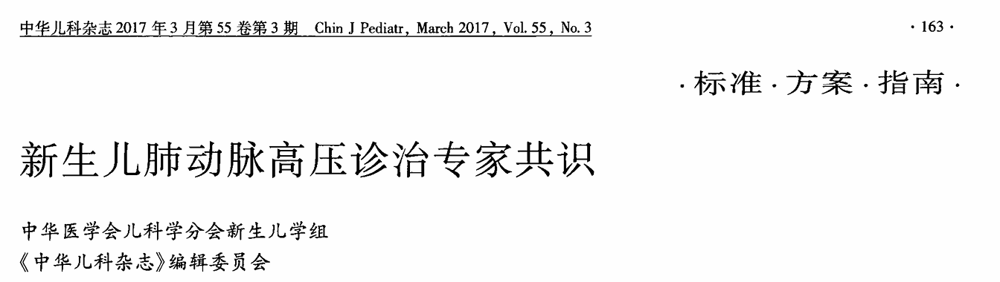 中华儿科杂志2017年3月第55卷第3期 Chin J Pediatr, March 2017, Vol. 55, No. 3 ·163·
·标准·方案·指南·
新生儿肺动脉高压诊治专家共识
中华医学会儿科学分会新生儿学组
《中华儿科杂志》编辑委员会